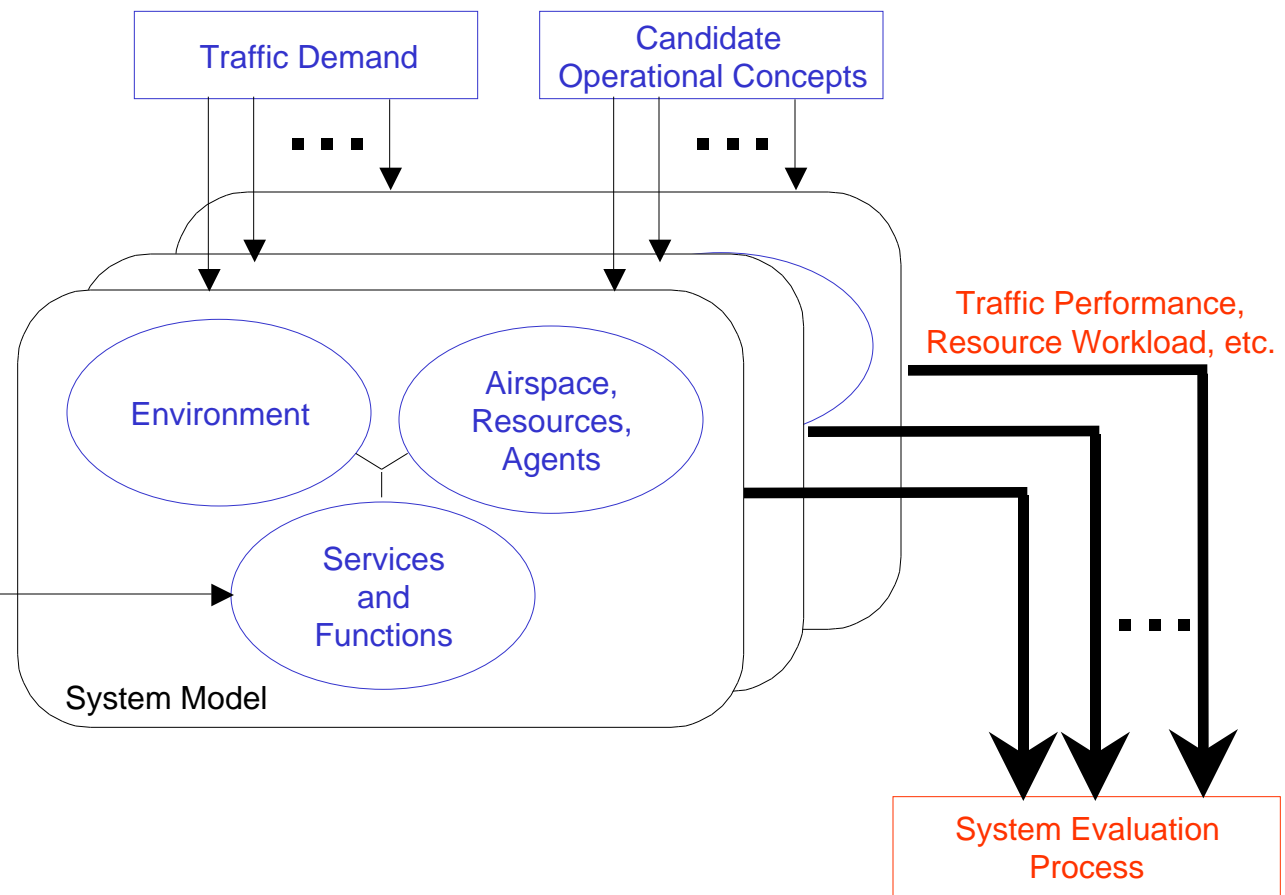 Traffic Demand
Candidate
Operational Concepts
Traffic Performance,
Resource Workload, etc.
Environment
Airspace,
Resources,
Agents
Services
and
Functions
System Model
System Evaluation
Process